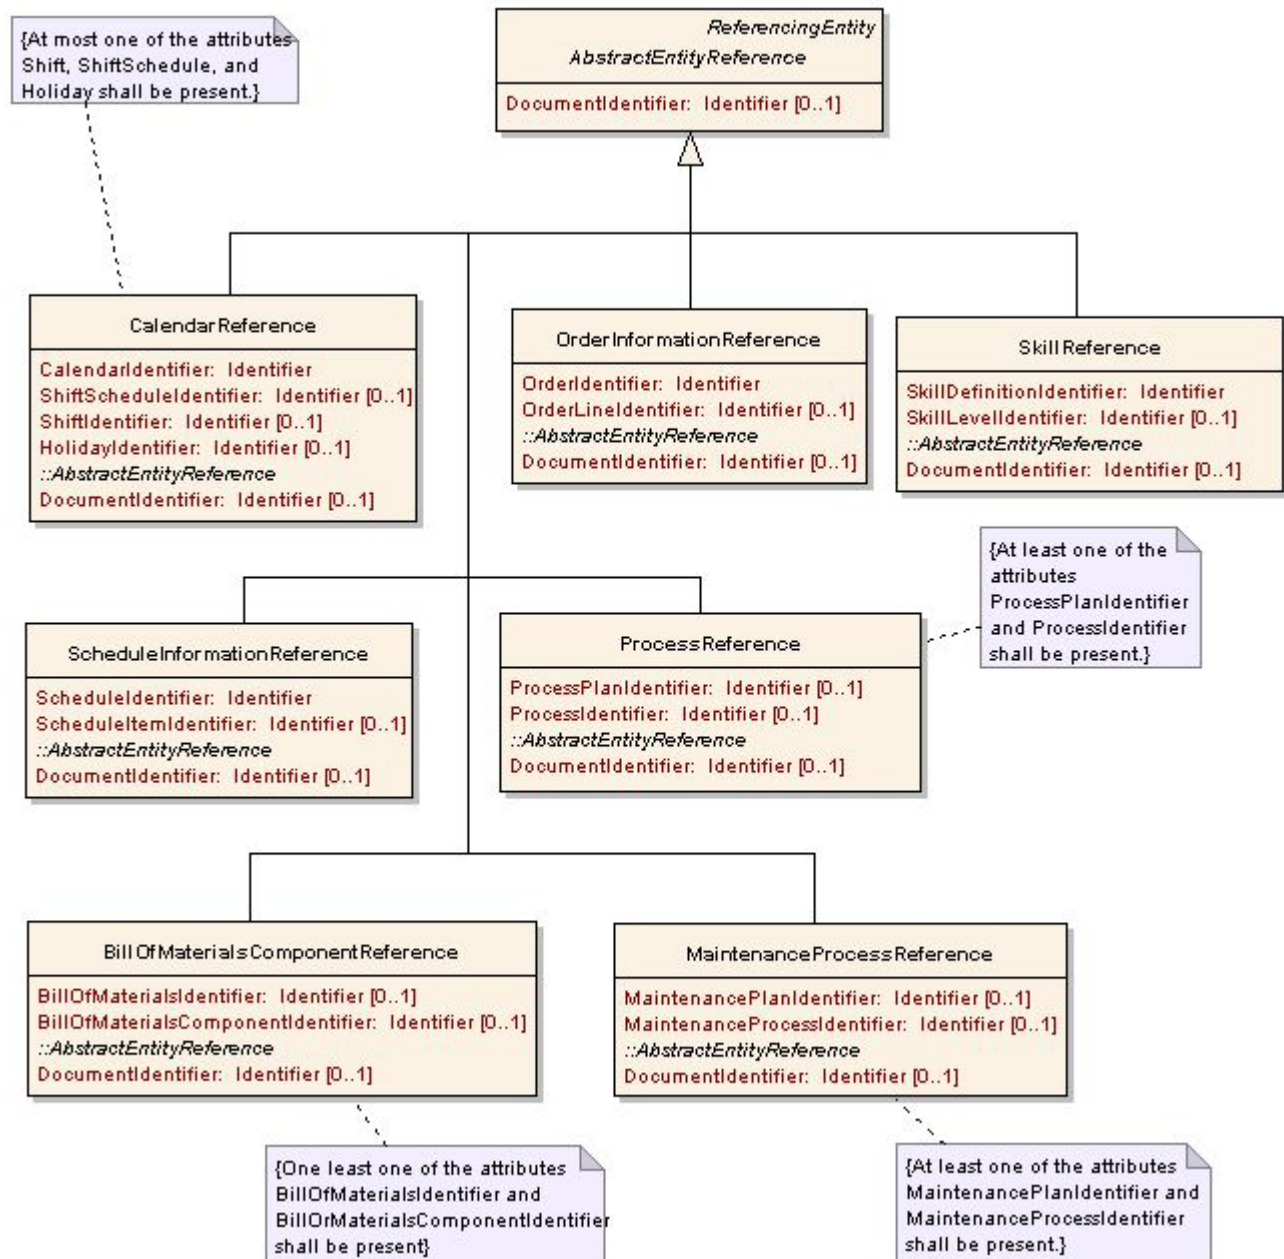 {At most one of the attributes
Shift, ShiftSchedule, and
Holiday shall be present.}
ReferencingEntity
AbstractEntityReference
DocumentIdentifier: Identifier [0..1]
CalendarReference
CalendarIdentifier: Identifier
ShiftScheduleIdentifier: Identifier [0..1]
ShiftIdentifier: Identifier [0..1]
HolidayIdentifier: Identifier [0..1]
::AbstractEntityReference
DocumentIdentifier: Identifier [0..1]
OrderInformationReference
OrderIdentifier: Identifier
OrderLineIdentifier: Identifier [0..1]
::AbstractEntityReference
DocumentIdentifier: Identifier [0..1]
SkillReference
SkillDefinitionIdentifier: Identifier
SkillLevelIdentifier: Identifier [0..1]
::AbstractEntityReference
DocumentIdentifier: Identifier [0..1]
{At least one of the
attributes
ProcessPlanIdentifier
and ProcessIdentifier
shall be present.}
ScheduleInformationReference
ScheduleIdentifier: Identifier
ScheduleItemIdentifier: Identifier [0..1]
::AbstractEntityReference
DocumentIdentifier: Identifier [0..1]
ProcessReference
ProcessPlanIdentifier: Identifier [0..1]
ProcessIdentifier: Identifier [0..1]
::AbstractEntityReference
DocumentIdentifier: Identifier [0..1]
BillOfMaterialsComponentReference
BillOfMaterialsIdentifier: Identifier [0..1]
BillOfMaterialsComponentIdentifier: Identifier [0..1]
::AbstractEntityReference
DocumentIdentifier: Identifier [0..1]
MaintenanceProcessReference
MaintenancePlanIdentifier: Identifier [0..1]
MaintenanceProcessIdentifier: Identifier [0..1]
::AbstractEntityReference
DocumentIdentifier: Identifier [0..1]
{One least one of the attributes
BillOfMaterialsIdentifier and
BillOrMaterialsComponentIdentifier
shall be present}
{At least one of the attributes
MaintenancePlanIdentifier and
MaintenanceProcessIdentifier
shall be present.}